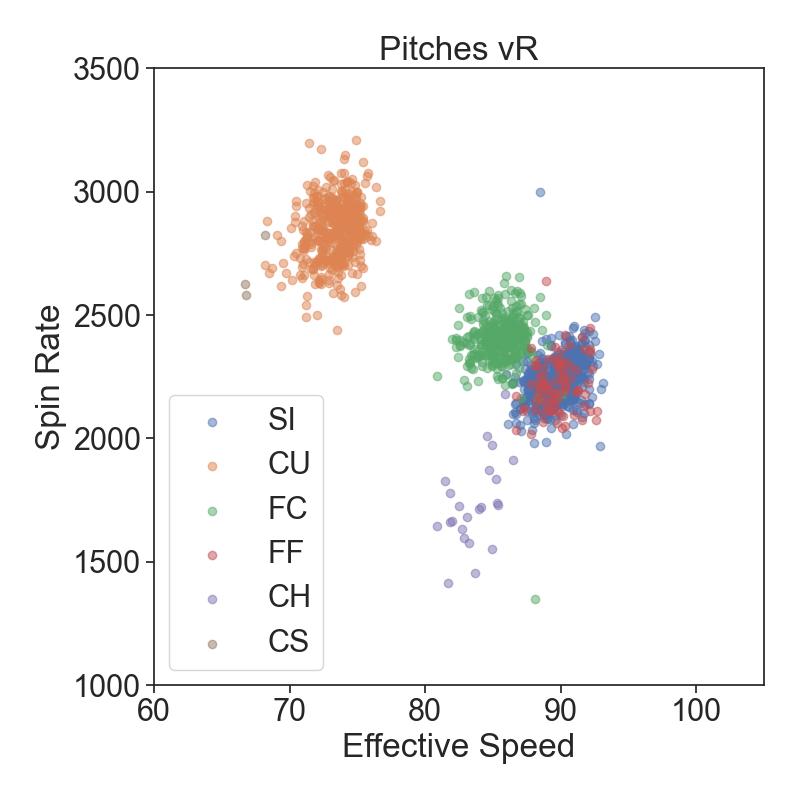 Pitches vR
3500
3000
2500
2000
1500
1000
Spin Rate
SI
CU
FC
FF
CH
CS
60 70 80 90 100
Effective Speed